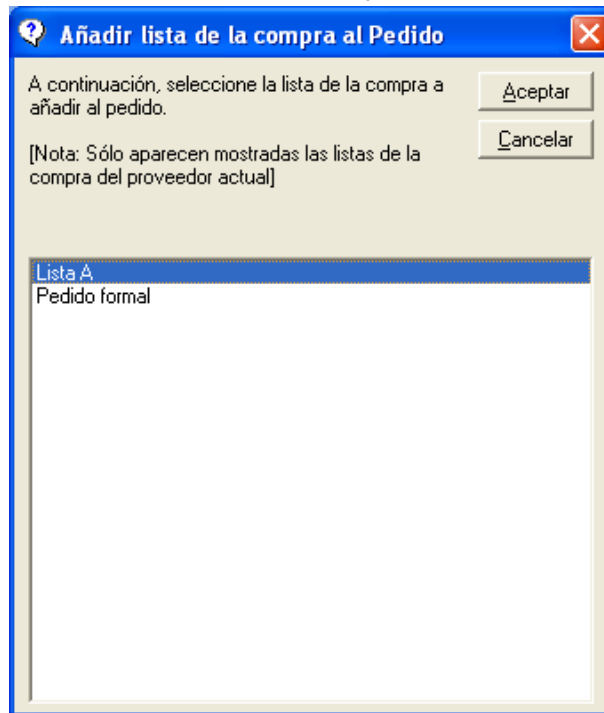 Añadir lista de la compra al Pedido
A continuación, seleccione la lista de la compra a
añadir al pedido.
[Nota: Sólo aparecen mostradas las listas de la
compra del proveedor actual]
Aceptar
Cancelar
Lista A
Pedido formal